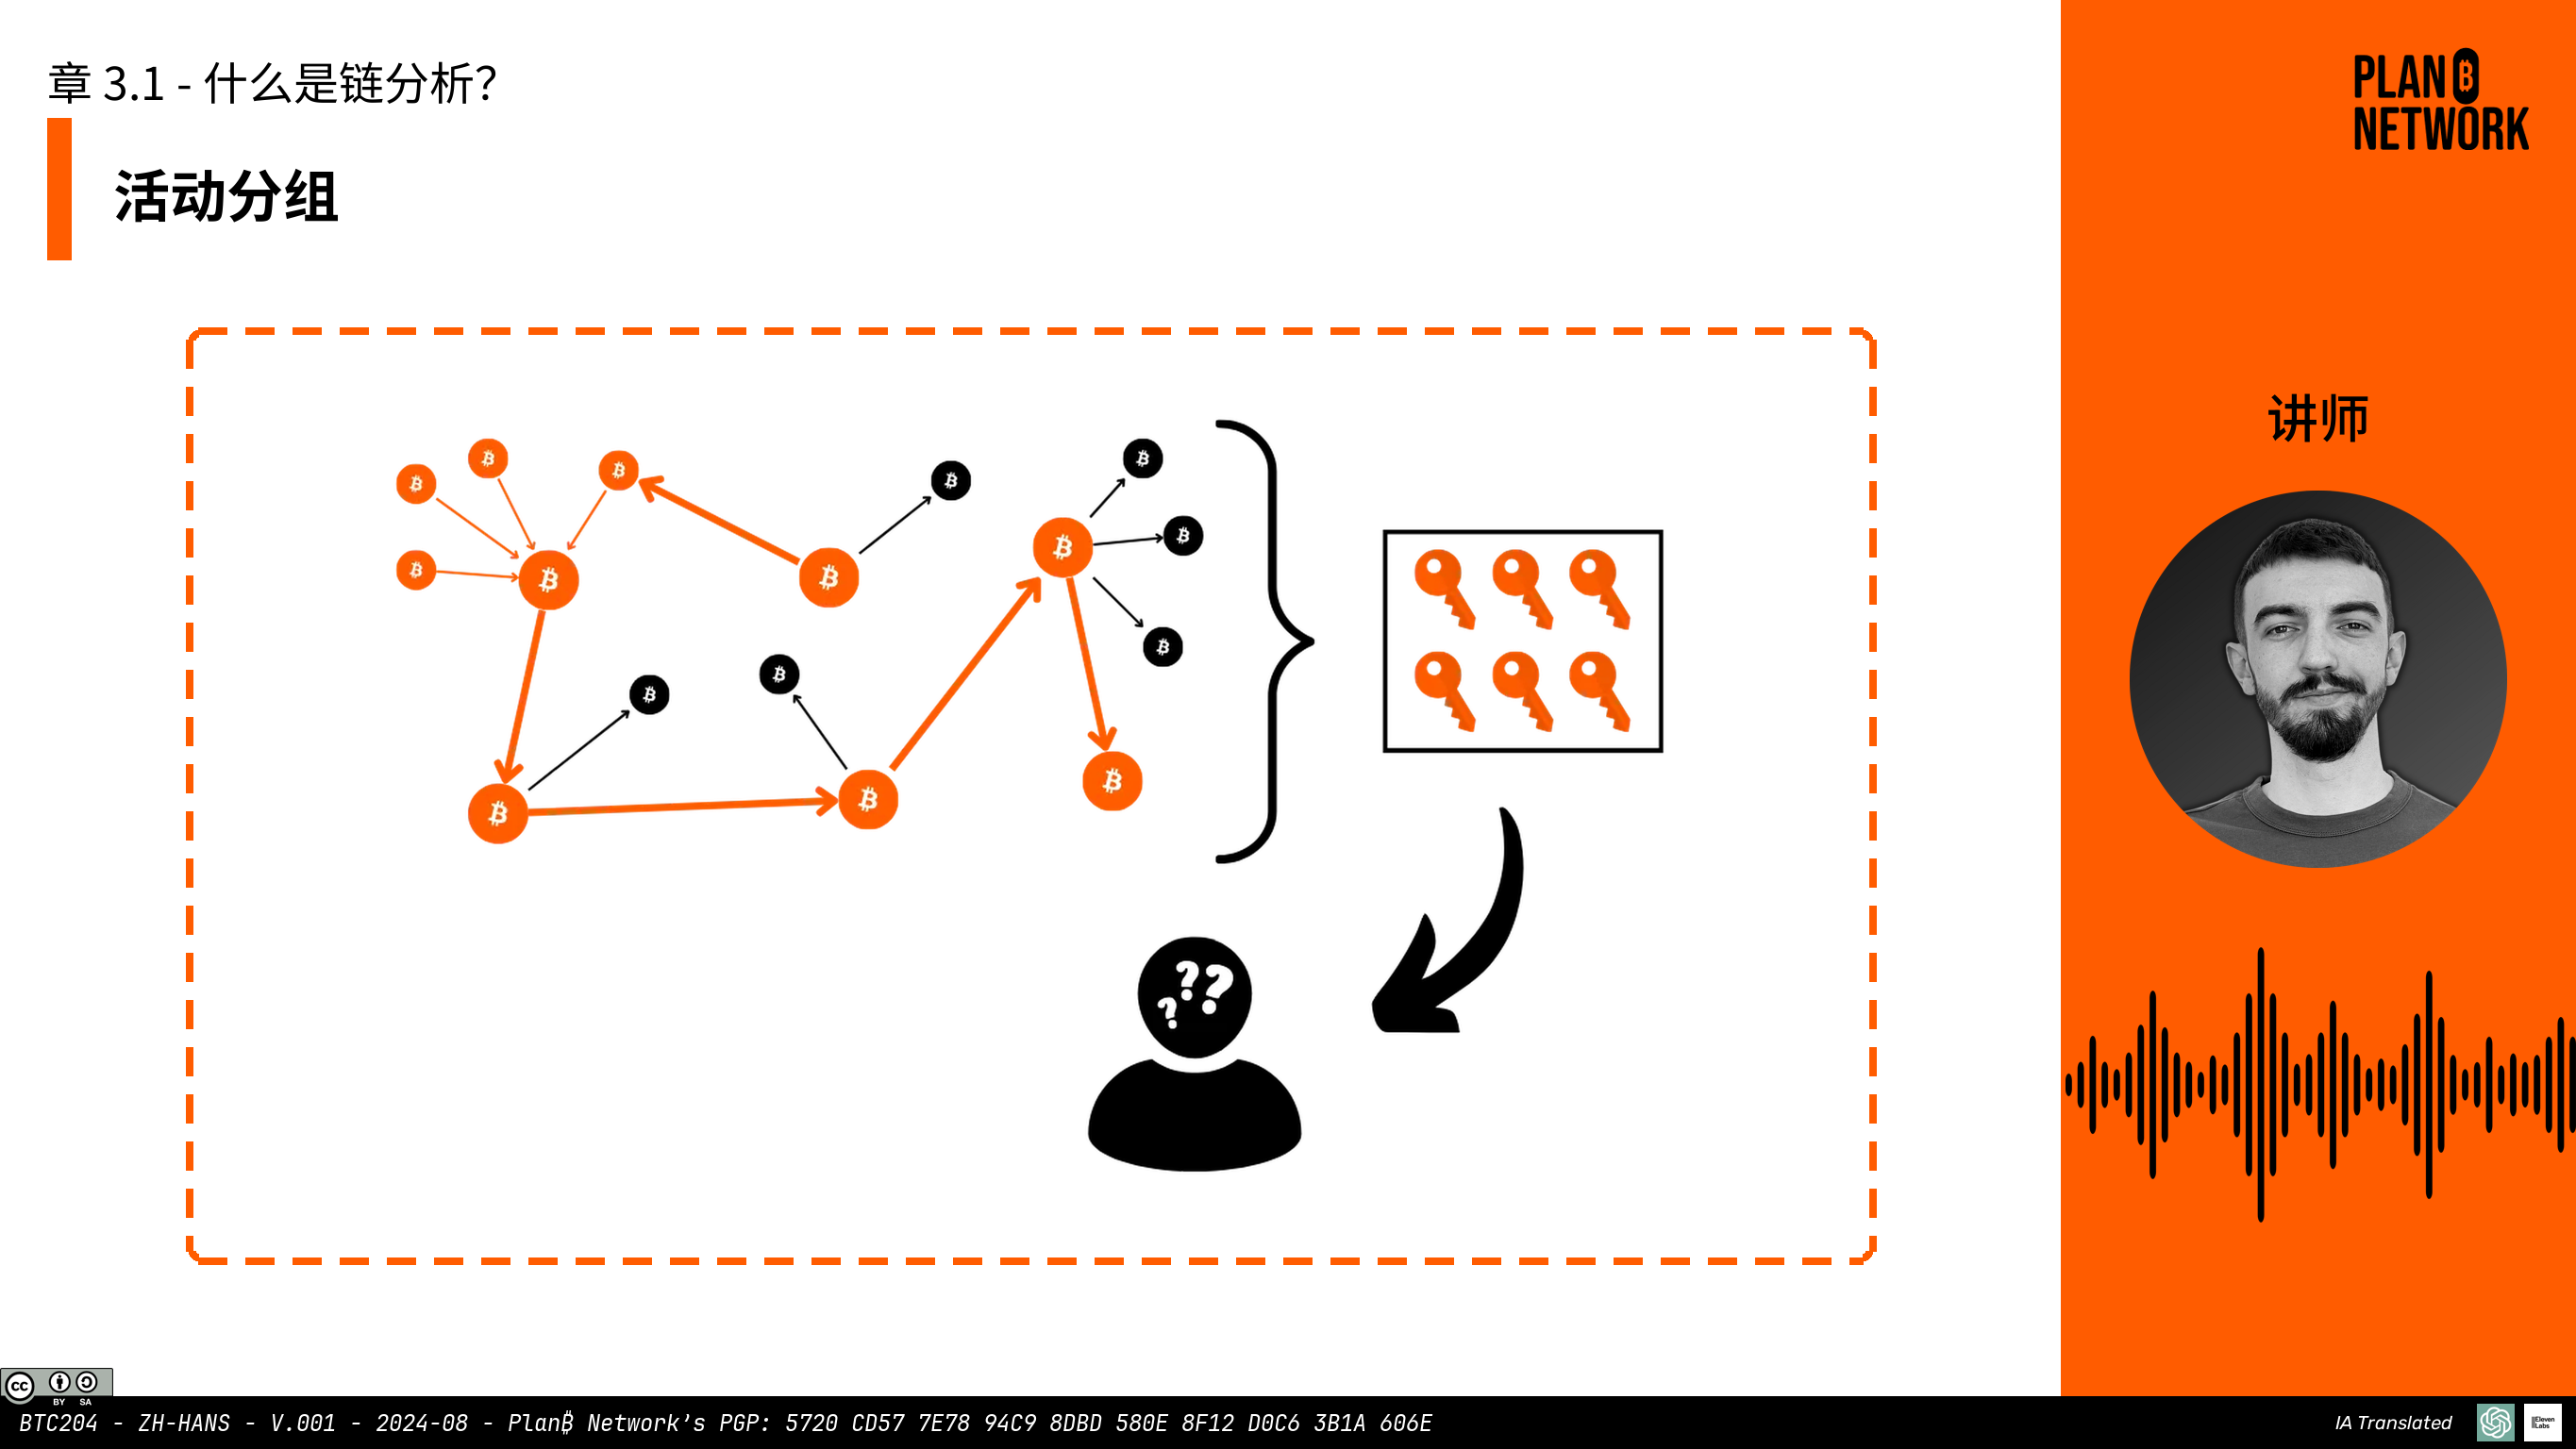 章 3.1 - 什么是链分析?
活动分组
PLAN ₿
NETWORK
讲师
? ? ?
CC BY SA
BTC204 - ZH-HANS - V.001 - 2024-08 - Plan₿ Network's PGP: 5720 CD57 7E78 94C9 8DBD 580E 8F12 D0C6 3B1A 606E
IA Translated
IIElevenLabs